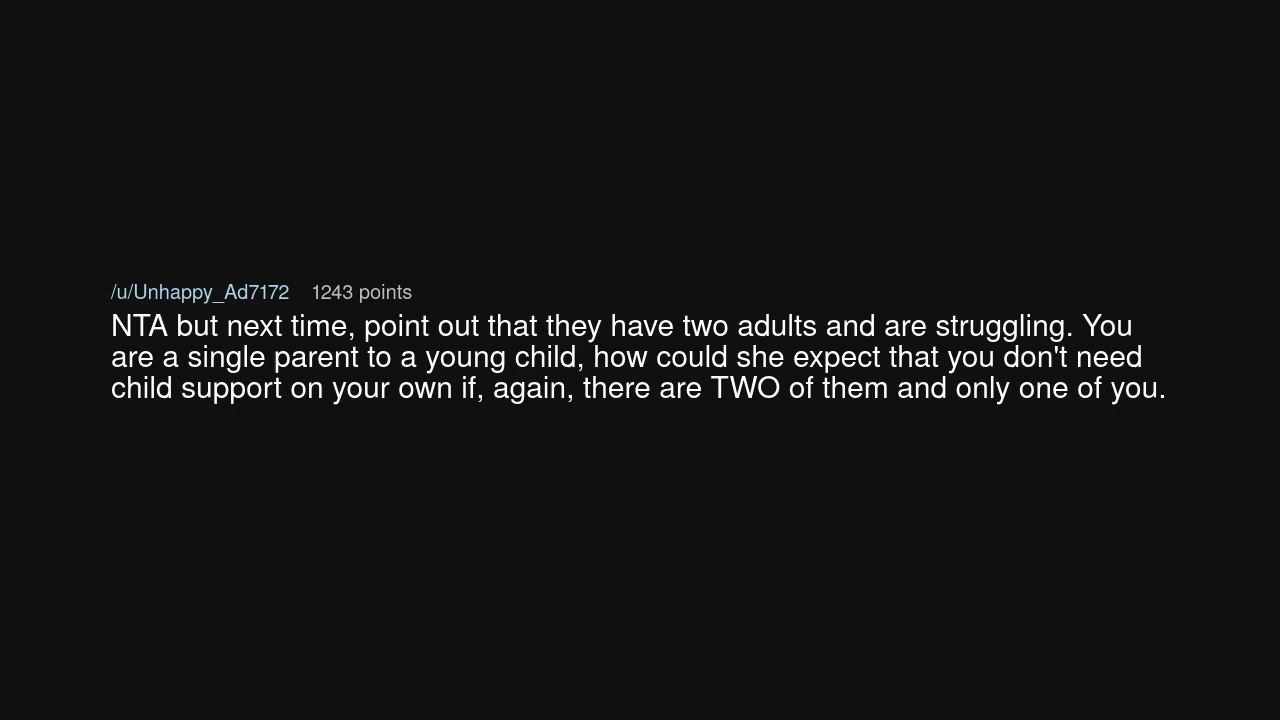 /u/Unhappy_Ad7172 1243 points
NTA but next time, point out that they have two adults and are struggling. You
are a single parent to a young child, how could she expect that you don't need
child support on your own if, again, there are TWO of them and only one of you.